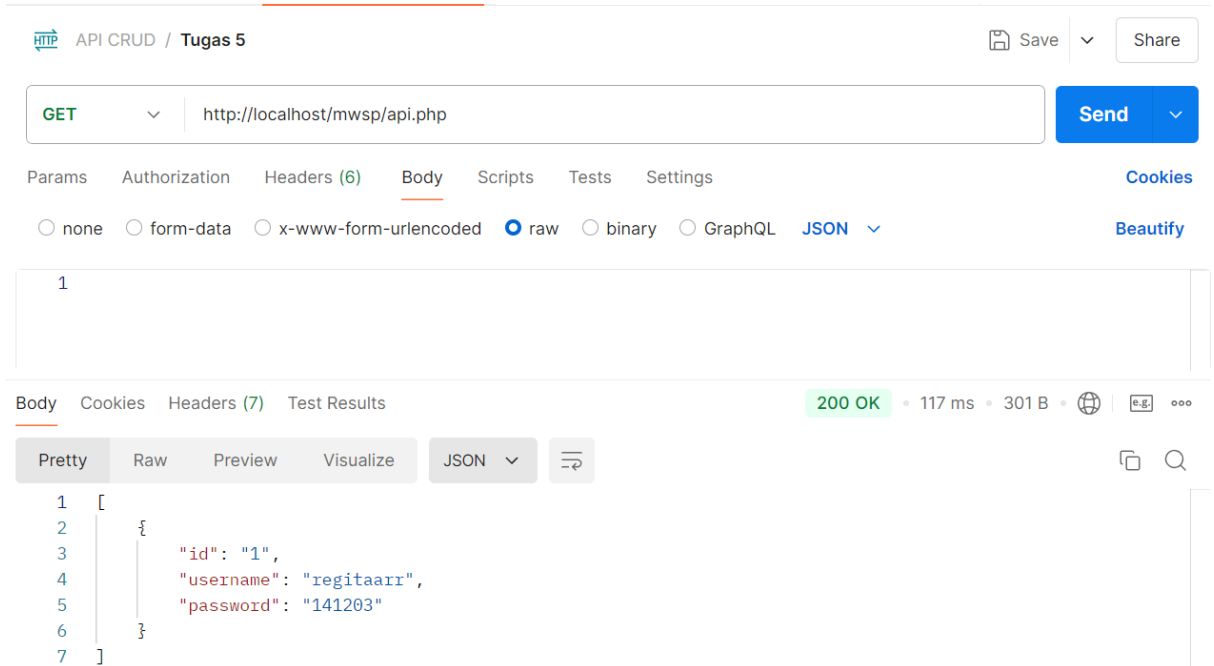 HTTP API CRUD / Tugas 5 Save Share
GET http://localhost/mwsp/api.php Send
Params Authorization Headers (6) Body Scripts Tests Settings Cookies
none form-data x-www-form-urlencoded raw binary GraphQL JSON Beautify
1
Body Cookies Headers (7) Test Results 200 OK • 117 ms • 301 B • e.g.
Pretty Raw Preview Visualize JSON
1 [
2 {
3 "id": "1",
4 "username": "regitaarr",
5 "password": "141203"
6 }
7 ]